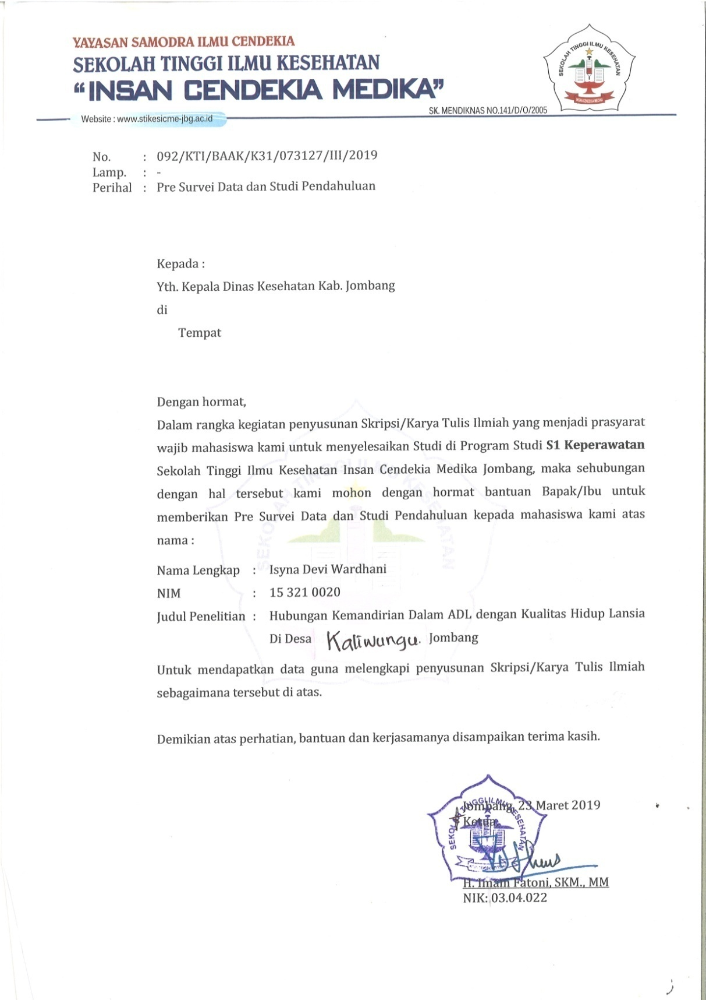 YAYASAN SAMODRA ILMU CENDEKIA
SEKOLAH TINGGI ILMU KESEHATAN
“INSAN CENDEKIA MEDIKA”
SEKOLAH TINGGI ILMU KESEHATAN
INSAN CENDEKIA MEDIKA
SK. MENDIKNAS NO.141/D/O/2005
Website : www.stikesicme-jbg.ac.id
No. : 092/KTI/BAAK/K31/073127/III/2019
Lamp. : -
Perihal : Pre Survei Data dan Studi Pendahuluan
Kepada :
Yth. Kepala Dinas Kesehatan Kab. Jombang
di
Tempat
Dengan hormat,
Dalam rangka kegiatan penyusunan Skripsi/Karya Tulis Ilmiah yang menjadi prasyarat
wajib mahasiswa kami untuk menyelesaikan Studi di Program Studi S1 Keperawatan
Sekolah Tinggi Ilmu Kesehatan Insan Cendekia Medika Jombang, maka sehubungan
dengan hal tersebut kami mohon dengan hormat bantuan Bapak/Ibu untuk
memberikan Pre Survei Data dan Studi Pendahuluan kepada mahasiswa kami atas
nama :
Nama Lengkap : Isyna Devi Wardhani
NIM : 15 321 0020
Judul Penelitian : Hubungan Kemandirian Dalam ADL dengan Kualitas Hidup Lansia
Di Desa Kaliwungu. Jombang
Untuk mendapatkan data guna melengkapi penyusunan Skripsi/Karya Tulis Ilmiah
sebagaimana tersebut di atas.
Demikian atas perhatian, bantuan dan kerjasamanya disampaikan terima kasih.
Jombang, 23 Maret 2019
Ketua,
SEKOLAH TINGGI ILMU KESEHATAN
H. Imam Fatoni, SKM., MM
NIK: 03.04.022